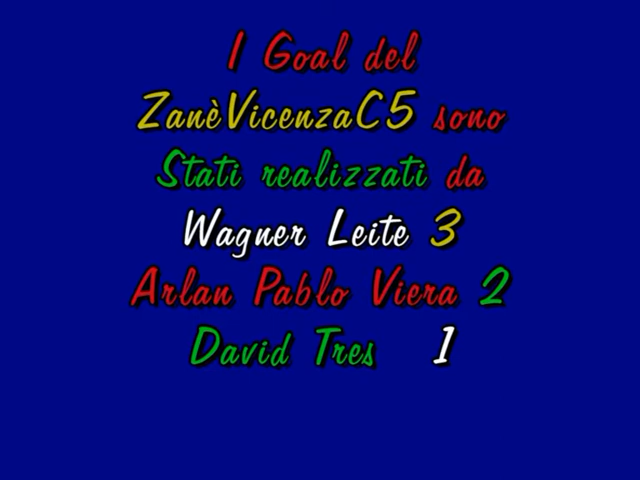 I Goal del
ZanèVicenzaC5 sono
Stati realizzati da
Wagner Leite 3
Arlan Pablo Viera 2
David Tres 1